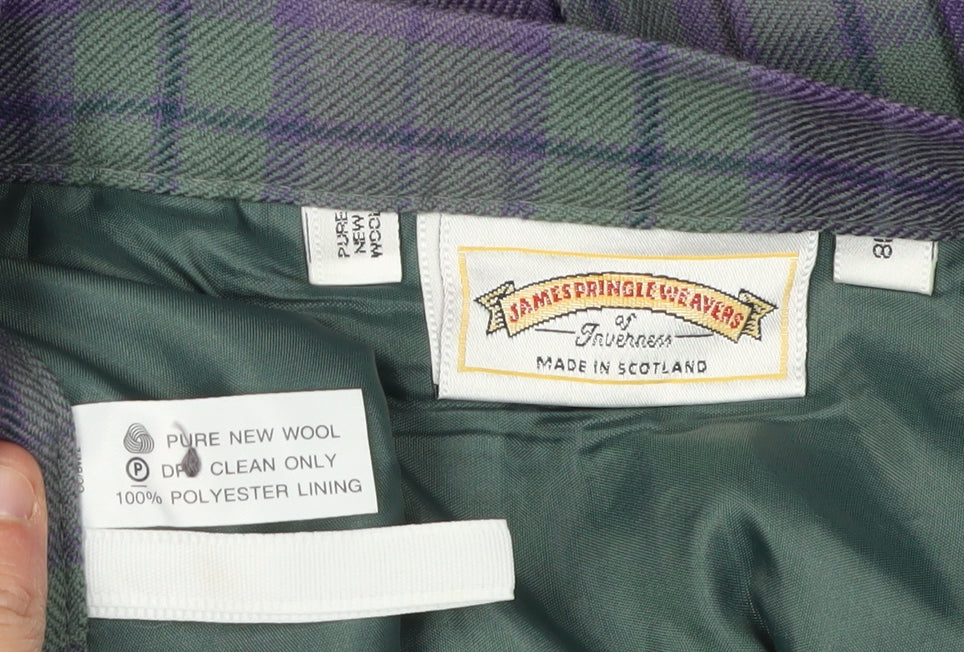 PURE
NEW
WOOL
JAMES PRINGLE WEAVERS
of
Inverness
MADE IN SCOTLAND
PURE NEW WOOL
P
DRY CLEAN ONLY
100% POLYESTER LINING